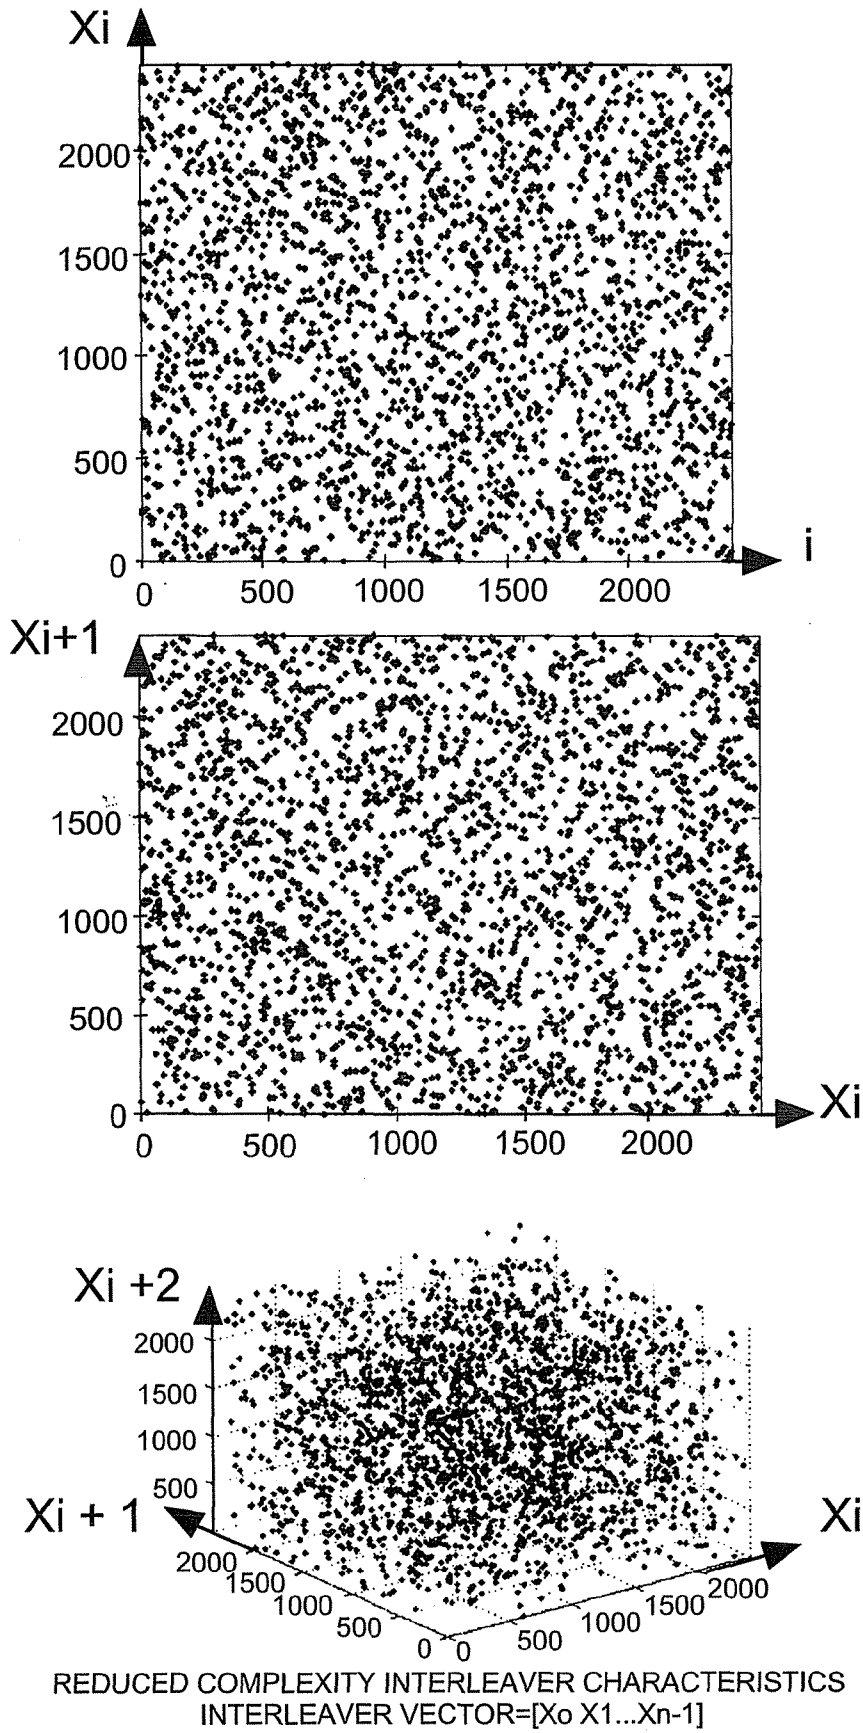 Xi
2000
1500
1000
500
0
0 500 1000 1500 2000
i
Xi+1
2000
1500
1000
500
0
0 500 1000 1500 2000
Xi
Xi +2
2000
1500
1000
500
Xi + 1
Xi
2000 1500 1000 500 0
0 500 1000 1500 2000
REDUCED COMPLEXITY INTERLEAVER CHARACTERISTICS
INTERLEAVER VECTOR=[Xo X1...Xn-1]